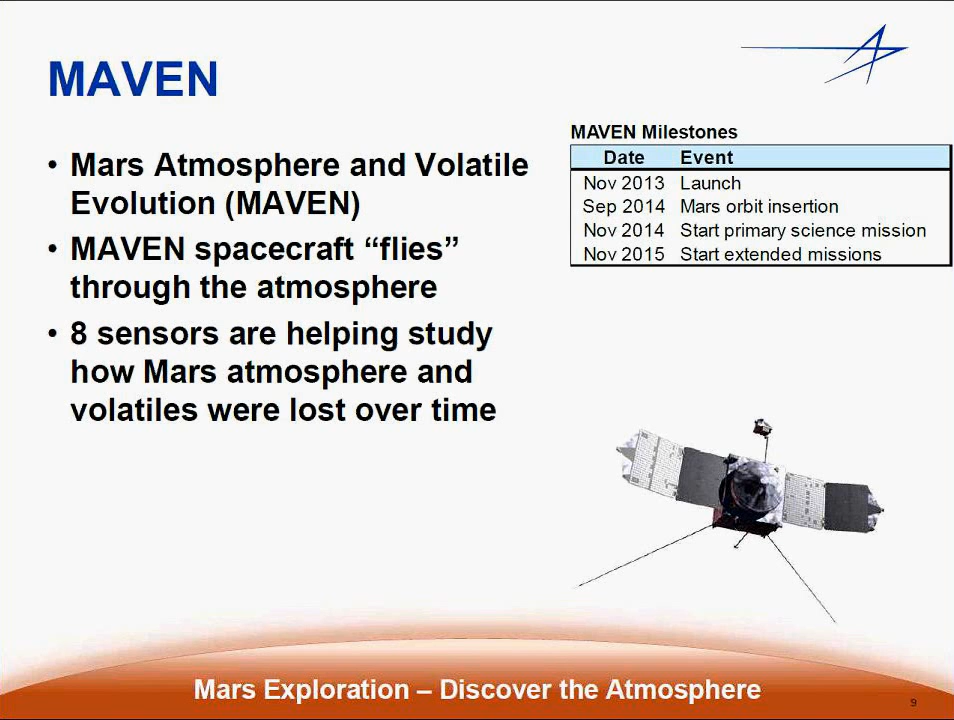 MAVEN
• Mars Atmosphere and Volatile
Evolution (MAVEN)
• MAVEN spacecraft “flies”
through the atmosphere
• 8 sensors are helping study
how Mars atmosphere and
volatiles were lost over time
MAVEN Milestones
Date Event
Nov 2013 Launch
Sep 2014 Mars orbit insertion
Nov 2014 Start primary science mission
Nov 2015 Start extended missions
Mars Exploration – Discover the Atmosphere
9